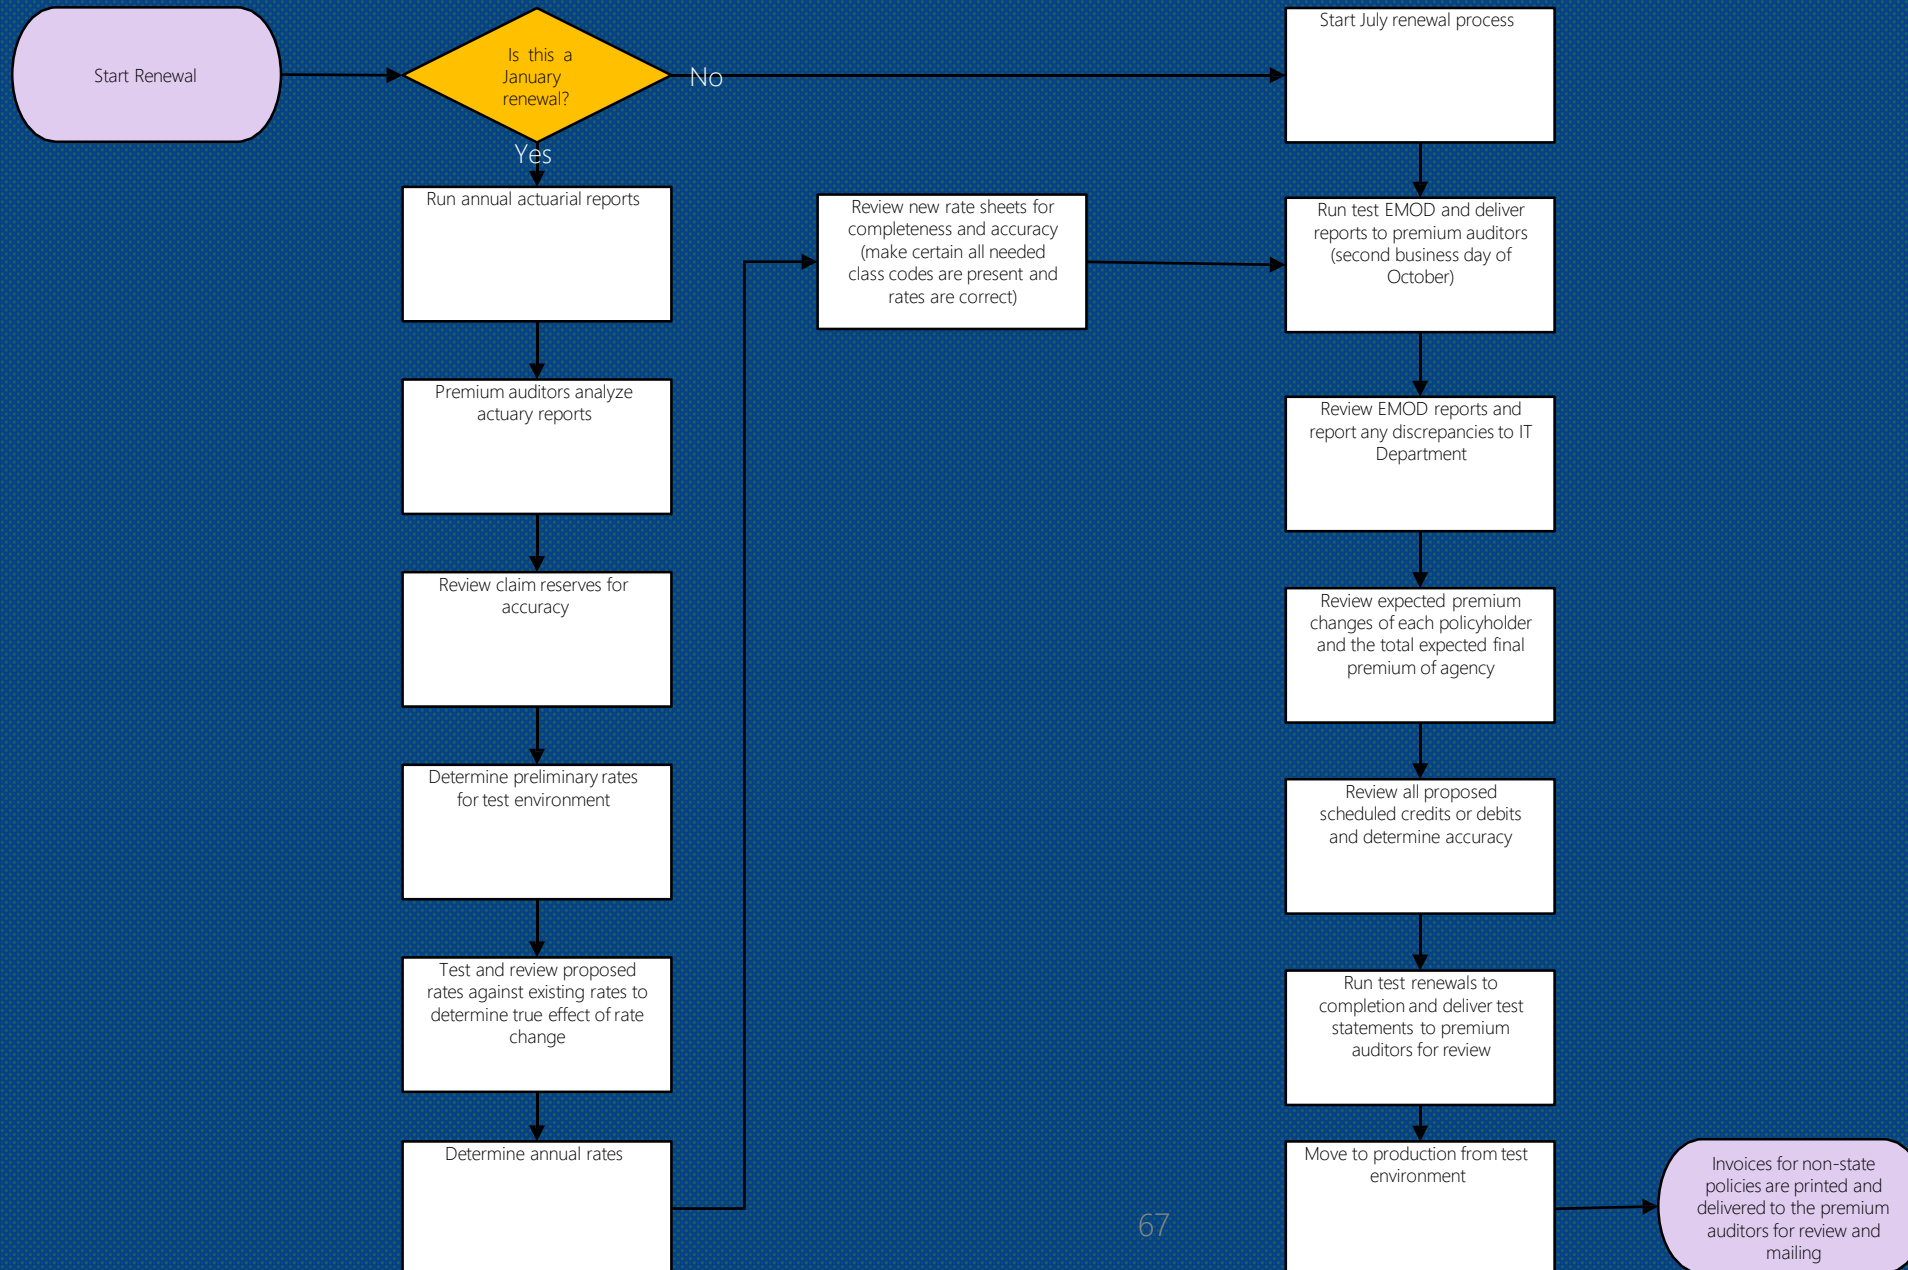 Start Renewal
Is this a
January
renewal?
No
Yes
Start July renewal process
Run annual actuarial reports
Premium auditors analyze
actuary reports
Review claim reserves for
accuracy
Determine preliminary rates
for test environment
Test and review proposed
rates against existing rates to
determine true effect of rate
change
Determine annual rates
Review new rate sheets for
completeness and accuracy
(make certain all needed
class codes are present and
rates are correct)
Run test EMOD and deliver
reports to premium auditors
(second business day of
October)
Review EMOD reports and
report any discrepancies to IT
Department
Review expected premium
changes of each policyholder
and the total expected final
premium of agency
Review all proposed
scheduled credits or debits
and determine accuracy
Run test renewals to
completion and deliver test
statements to premium
auditors for review
Move to production from test
environment
Invoices for non-state
policies are printed and
delivered to the premium
auditors for review and
mailing
67